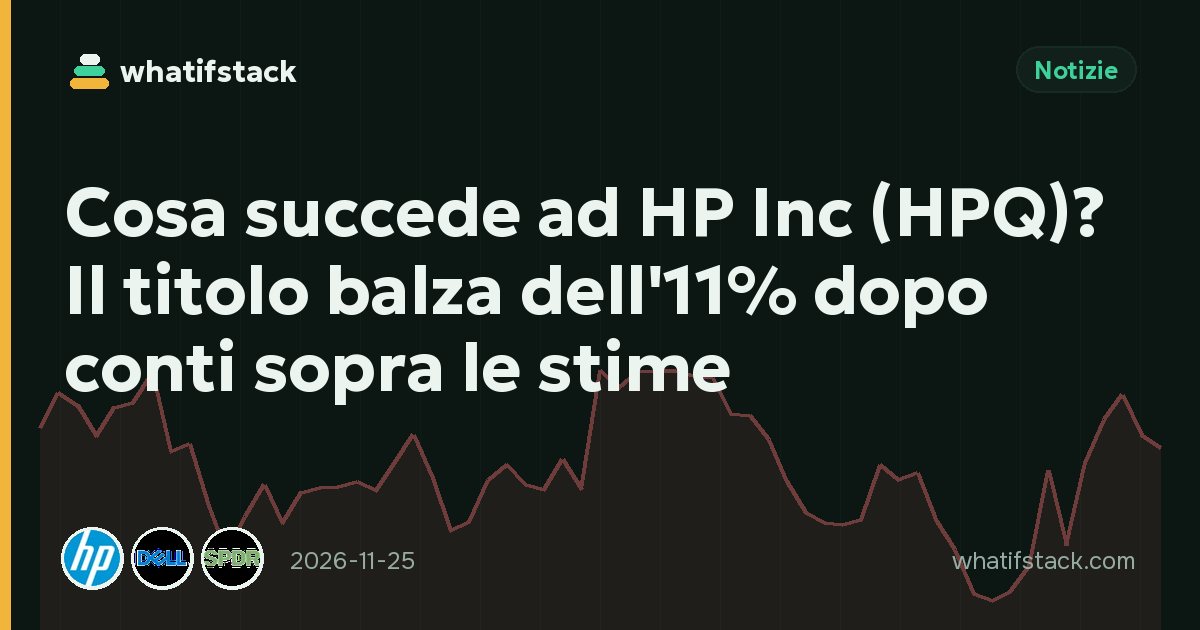 whatifstack
Notizie
Cosa succede ad HP Inc (HPQ)?
Il titolo balza dell'11% dopo
conti sopra le stime
hp
DELL
SPDR
2026-11-25
whatifstack.com